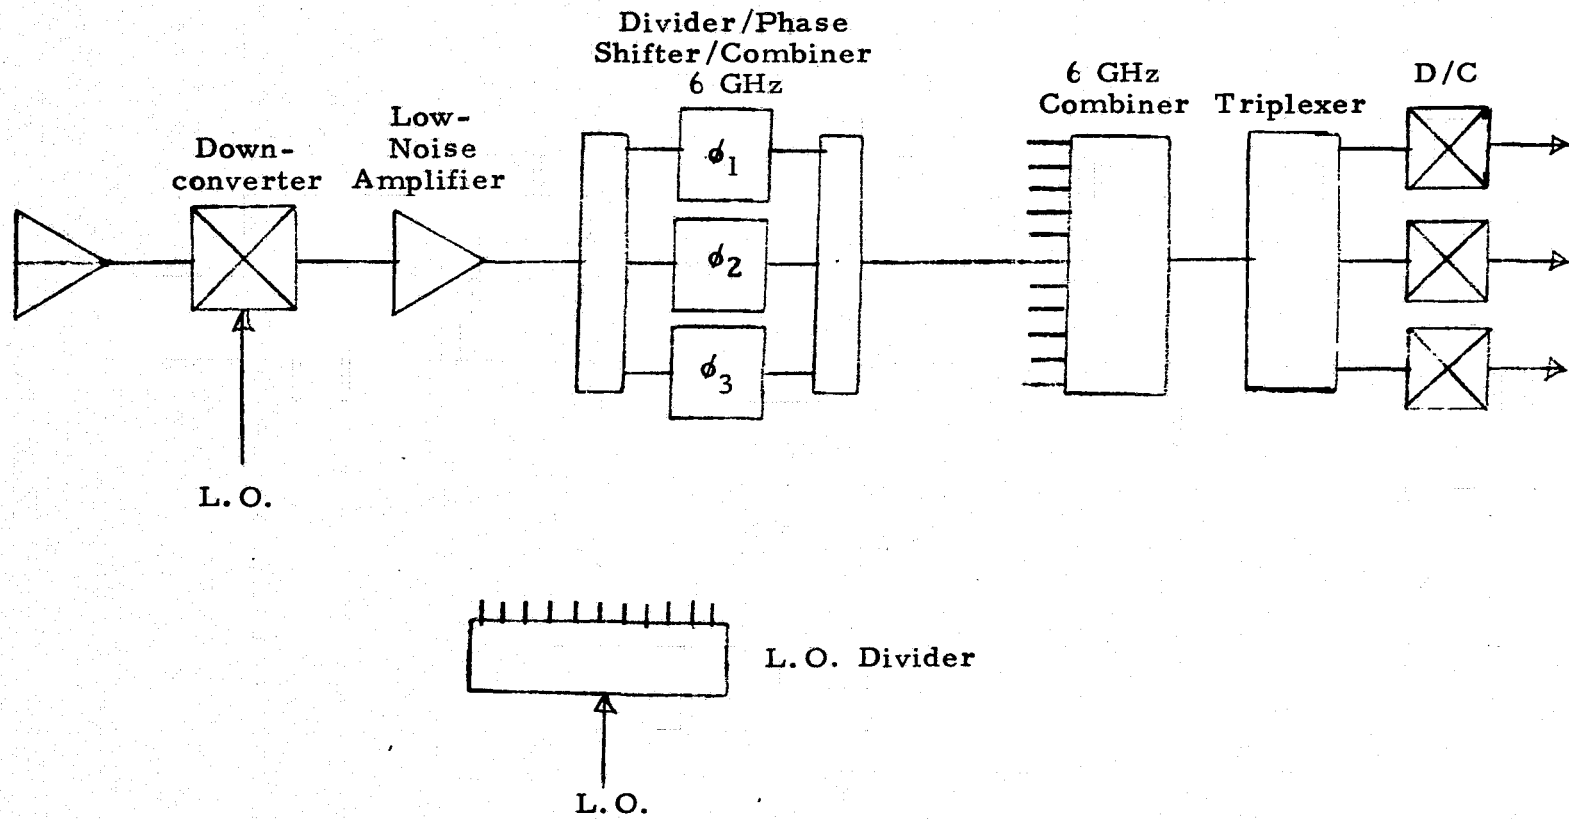 Divider/Phase
Shifter/Combiner
6 GHz
6 GHz
Combiner
Triplexer
D/C
Low-
Noise
Amplifier
Down-
converter
ϕ1
ϕ2
ϕ3
L.O.
L.O. Divider
L.O.